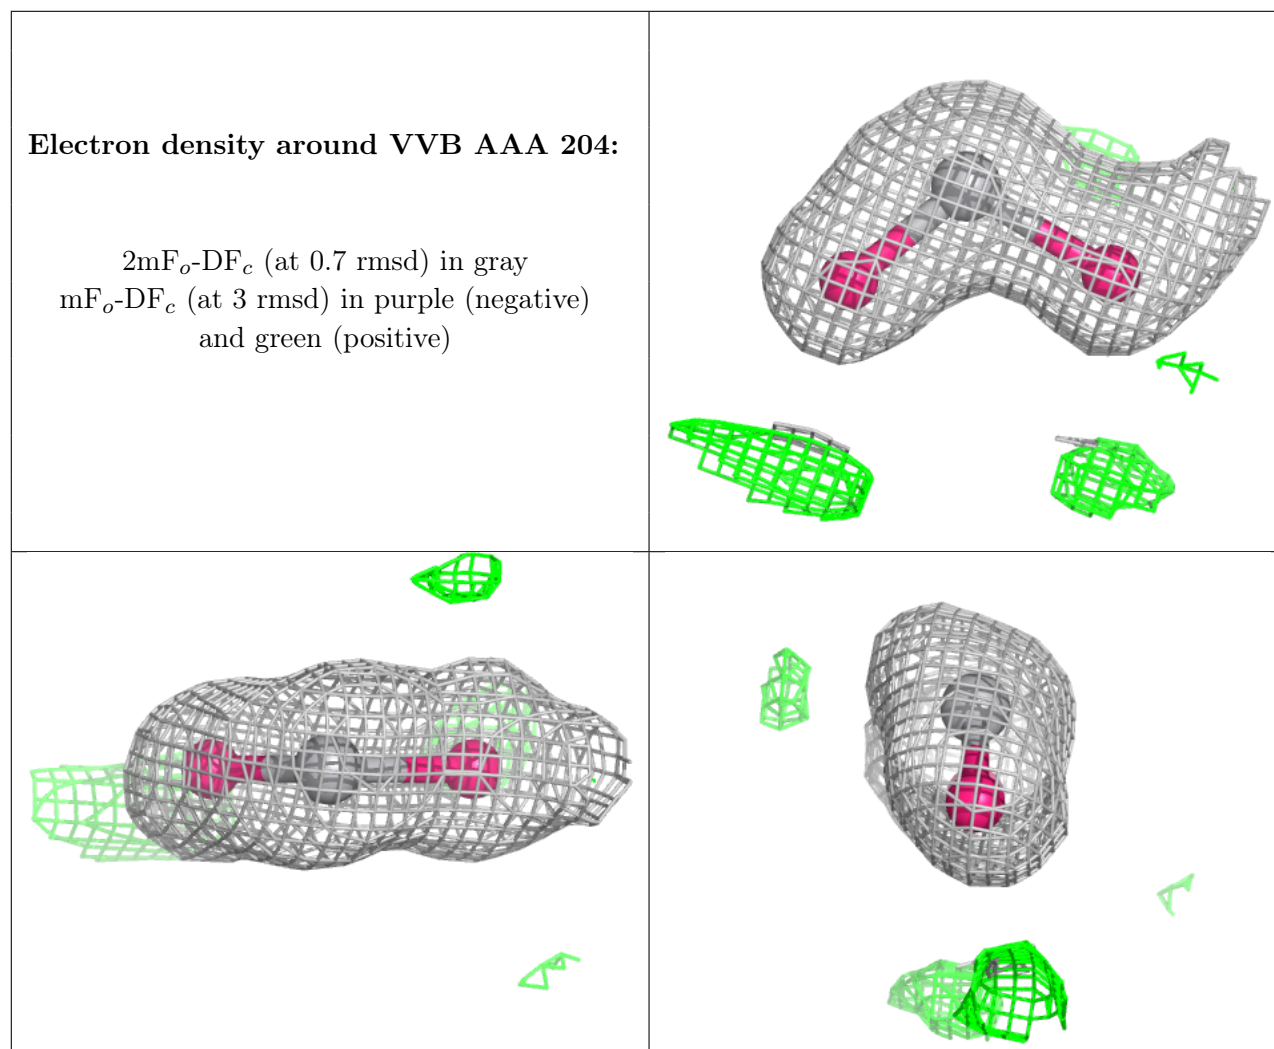 Electron density around VVB AAA 204:
2mFo-DFc (at 0.7 rmsd) in gray
mFo-DFc (at 3 rmsd) in purple (negative)
and green (positive)